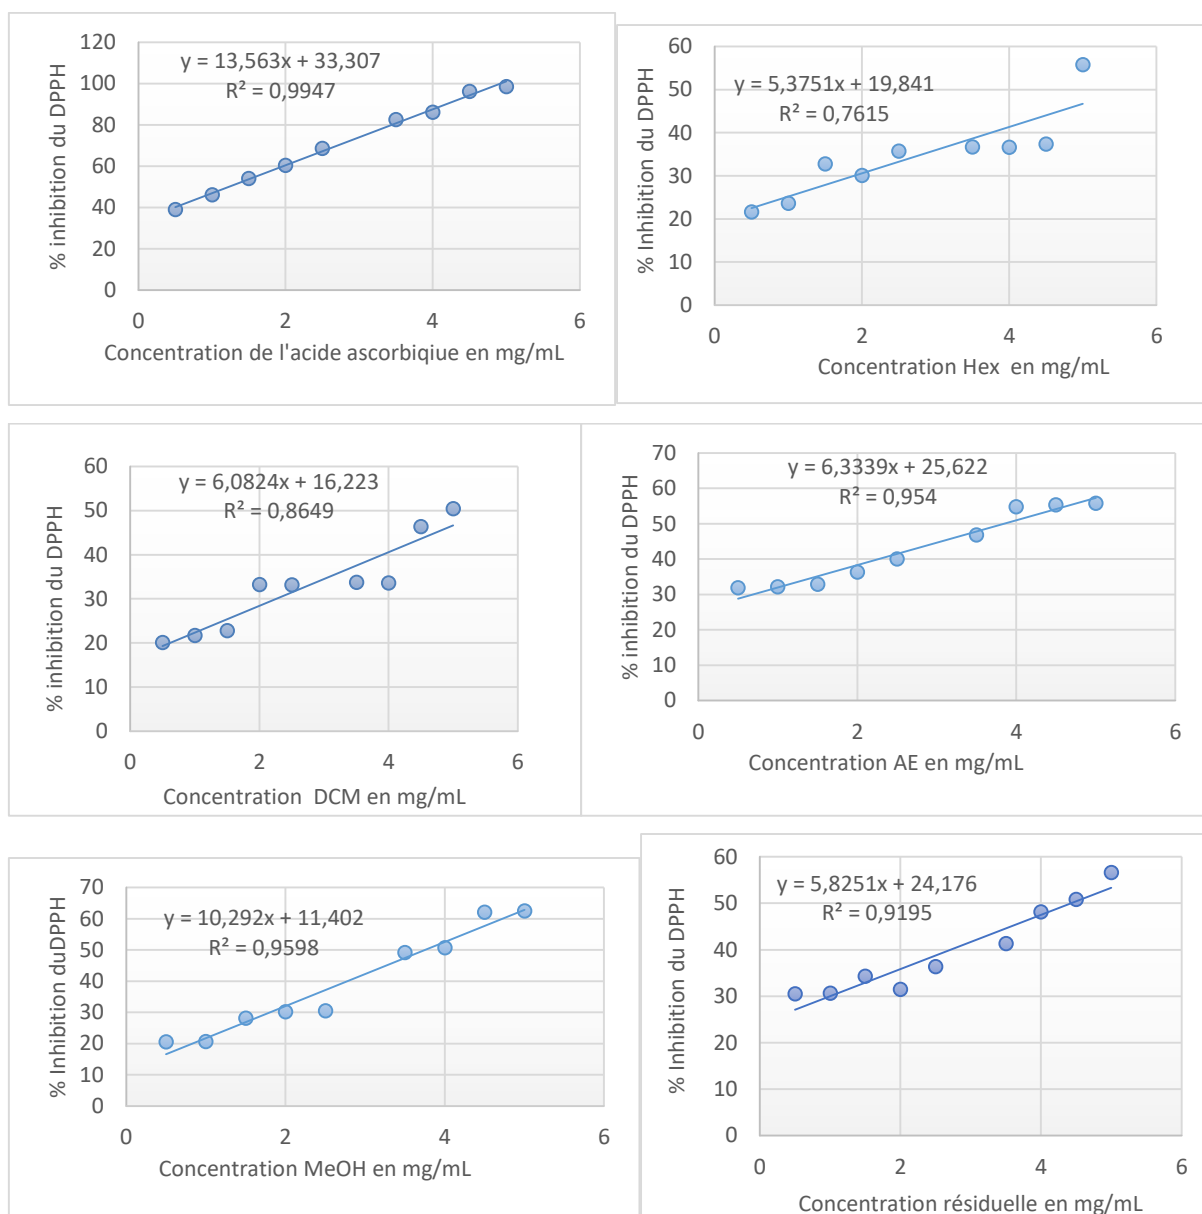 % inhibition du DPPH
120
100
80
60
40
20
0
y = 13,563x + 33,307
R² = 0,9947
0 2 4 6
Concentration de l'acide ascorbiqiue en mg/mL
% Inhibition du DPPH
60
50
40
30
20
10
0
y = 5,3751x + 19,841
R² = 0,7615
0 2 4 6
Concentration Hex en mg/mL
% inhibition du DPPH
60
50
40
30
20
10
0
y = 6,0824x + 16,223
R² = 0,8649
0 2 4 6
Concentration DCM en mg/mL
% inhibition du DPPH
70
60
50
40
30
20
10
0
y = 6,3339x + 25,622
R² = 0,954
0 2 4 6
Concentration AE en mg/mL
% Inhibition duDPPH
70
60
50
40
30
20
10
0
y = 10,292x + 11,402
R² = 0,9598
0 2 4 6
Concentration MeOH en mg/mL
% Inhibition du DPPH
60
50
40
30
20
10
0
y = 5,8251x + 24,176
R² = 0,9195
0 2 4 6
Concentration résiduelle en mg/mL